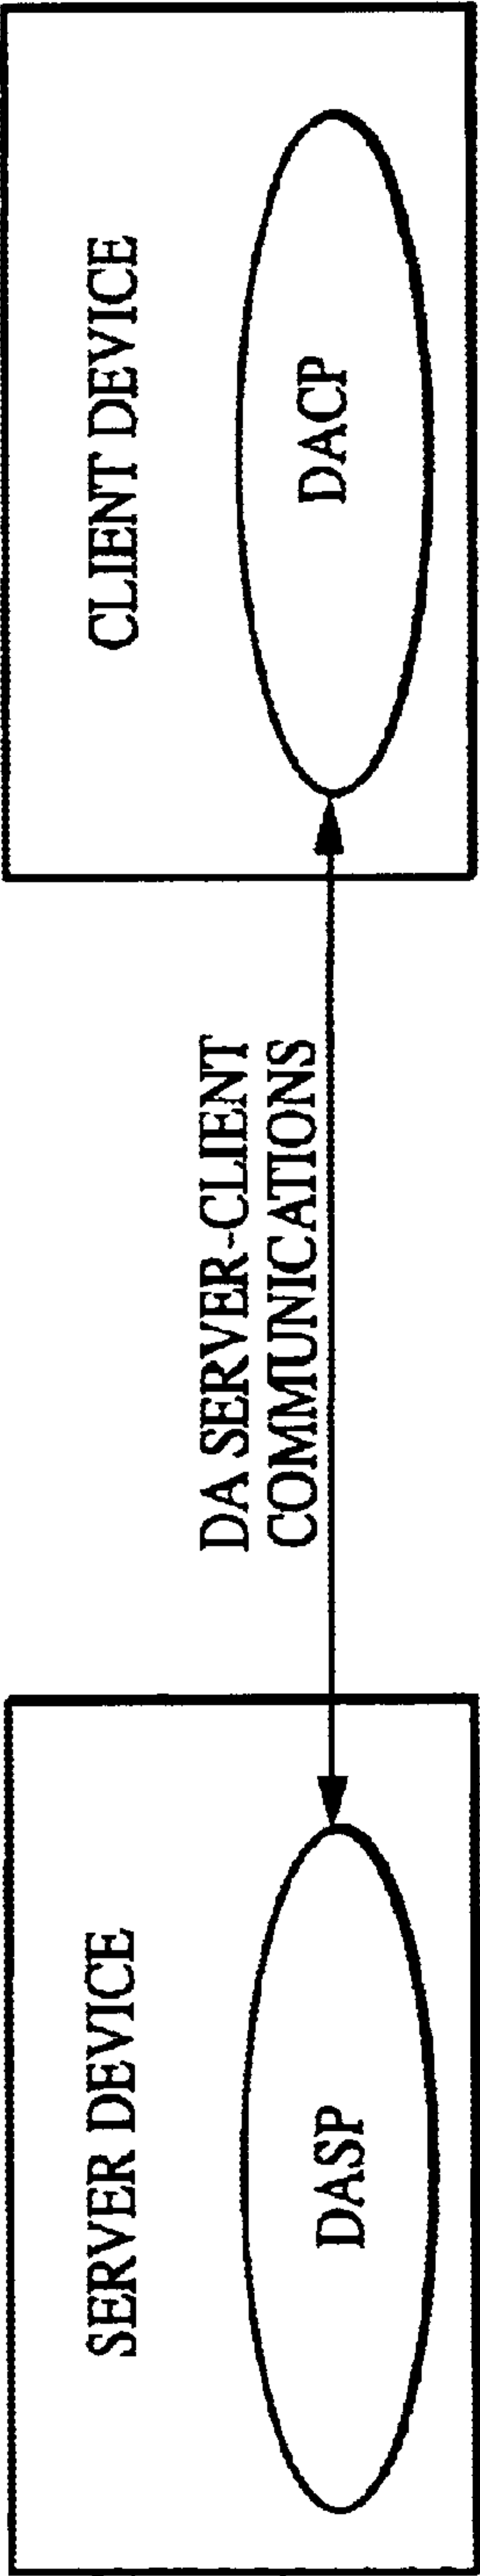 SERVER DEVICE
DASP
DA SERVER-CLIENT
COMMUNICATIONS
CLIENT DEVICE
DACP